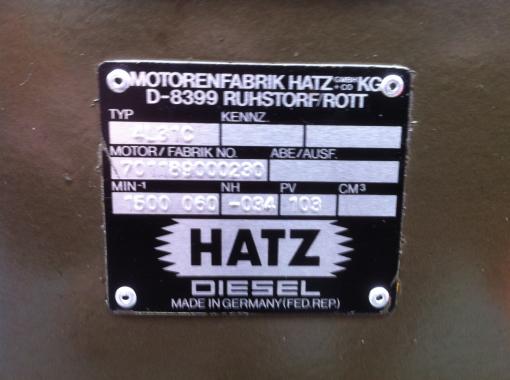 MOTORENFABRIK HATZ GMBH + CO KG
D-8399 RUHSTORF/ROTT
TYP KENNZ.
4L31C
MOTOR/FABRIK NO. ABE/AUSF.
701189000230
MIN-1 NH PV CM³
1500 060 -034 103
HATZ
DIESEL
MADE IN GERMANY (FED.REP.)